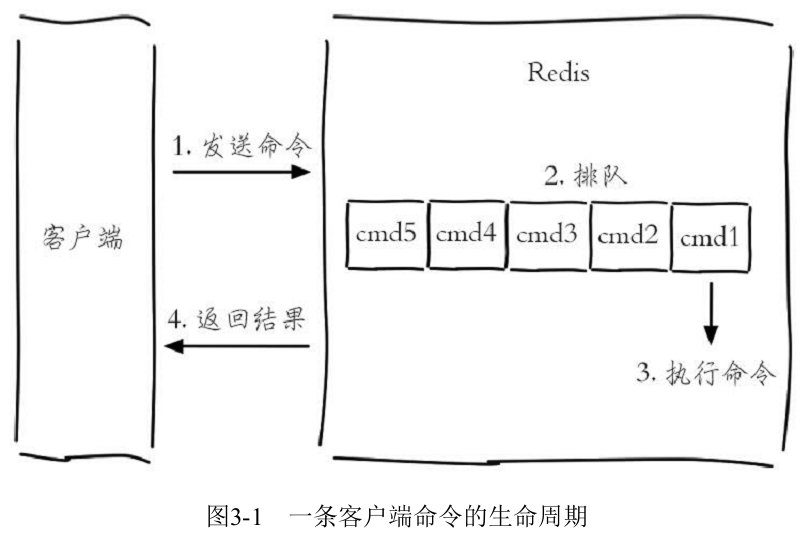 Redis
1. 发送命令
2. 排队
客户端
cmd5 cmd4 cmd3 cmd2 cmd1
4. 返回结果
3. 执行命令
图3-1 一条客户端命令的生命周期